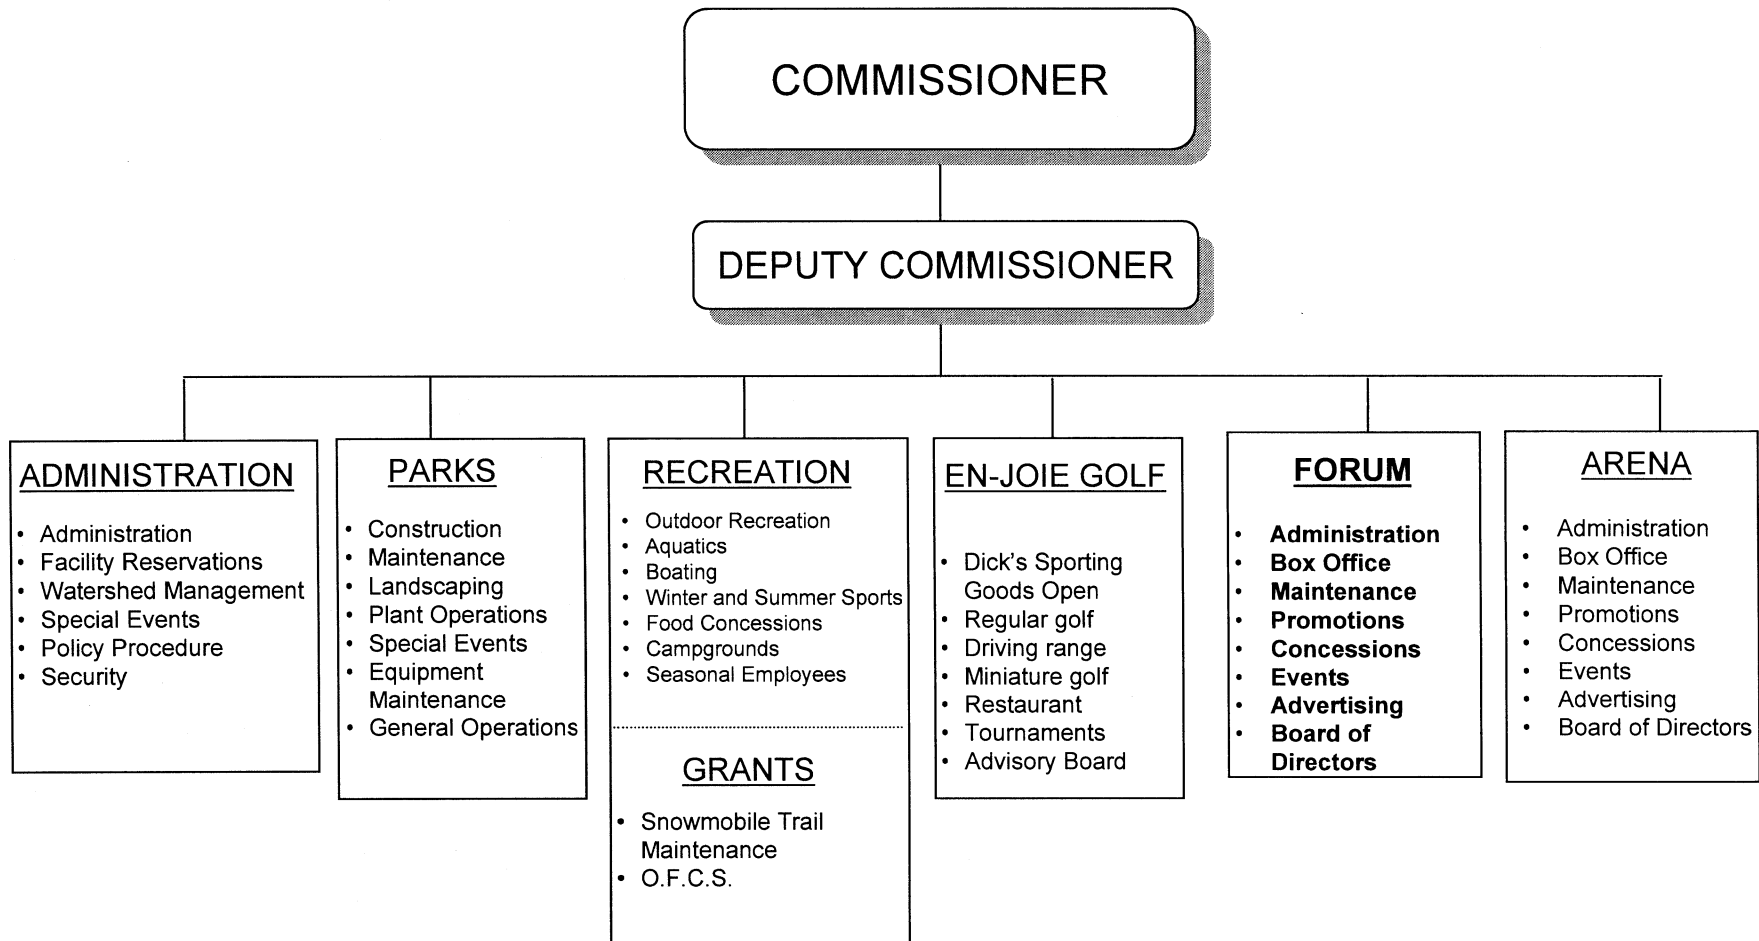 COMMISSIONER
DEPUTY COMMISSIONER
ADMINISTRATION
• Administration
• Facility Reservations
• Watershed Management
• Special Events
• Policy Procedure
• Security
PARKS
• Construction
• Maintenance
• Landscaping
• Plant Operations
• Special Events
• Equipment
Maintenance
• General Operations
RECREATION
• Outdoor Recreation
• Aquatics
• Boating
• Winter and Summer Sports
• Food Concessions
• Campgrounds
• Seasonal Employees
GRANTS
• Snowmobile Trail
Maintenance
• O.F.C.S.
EN-JOIE GOLF
• Dick's Sporting
Goods Open
• Regular golf
• Driving range
• Miniature golf
• Restaurant
• Tournaments
• Advisory Board
FORUM
• Administration
• Box Office
• Maintenance
• Promotions
• Concessions
• Events
• Advertising
• Board of
Directors
ARENA
• Administration
• Box Office
• Maintenance
• Promotions
• Concessions
• Events
• Advertising
• Board of Directors